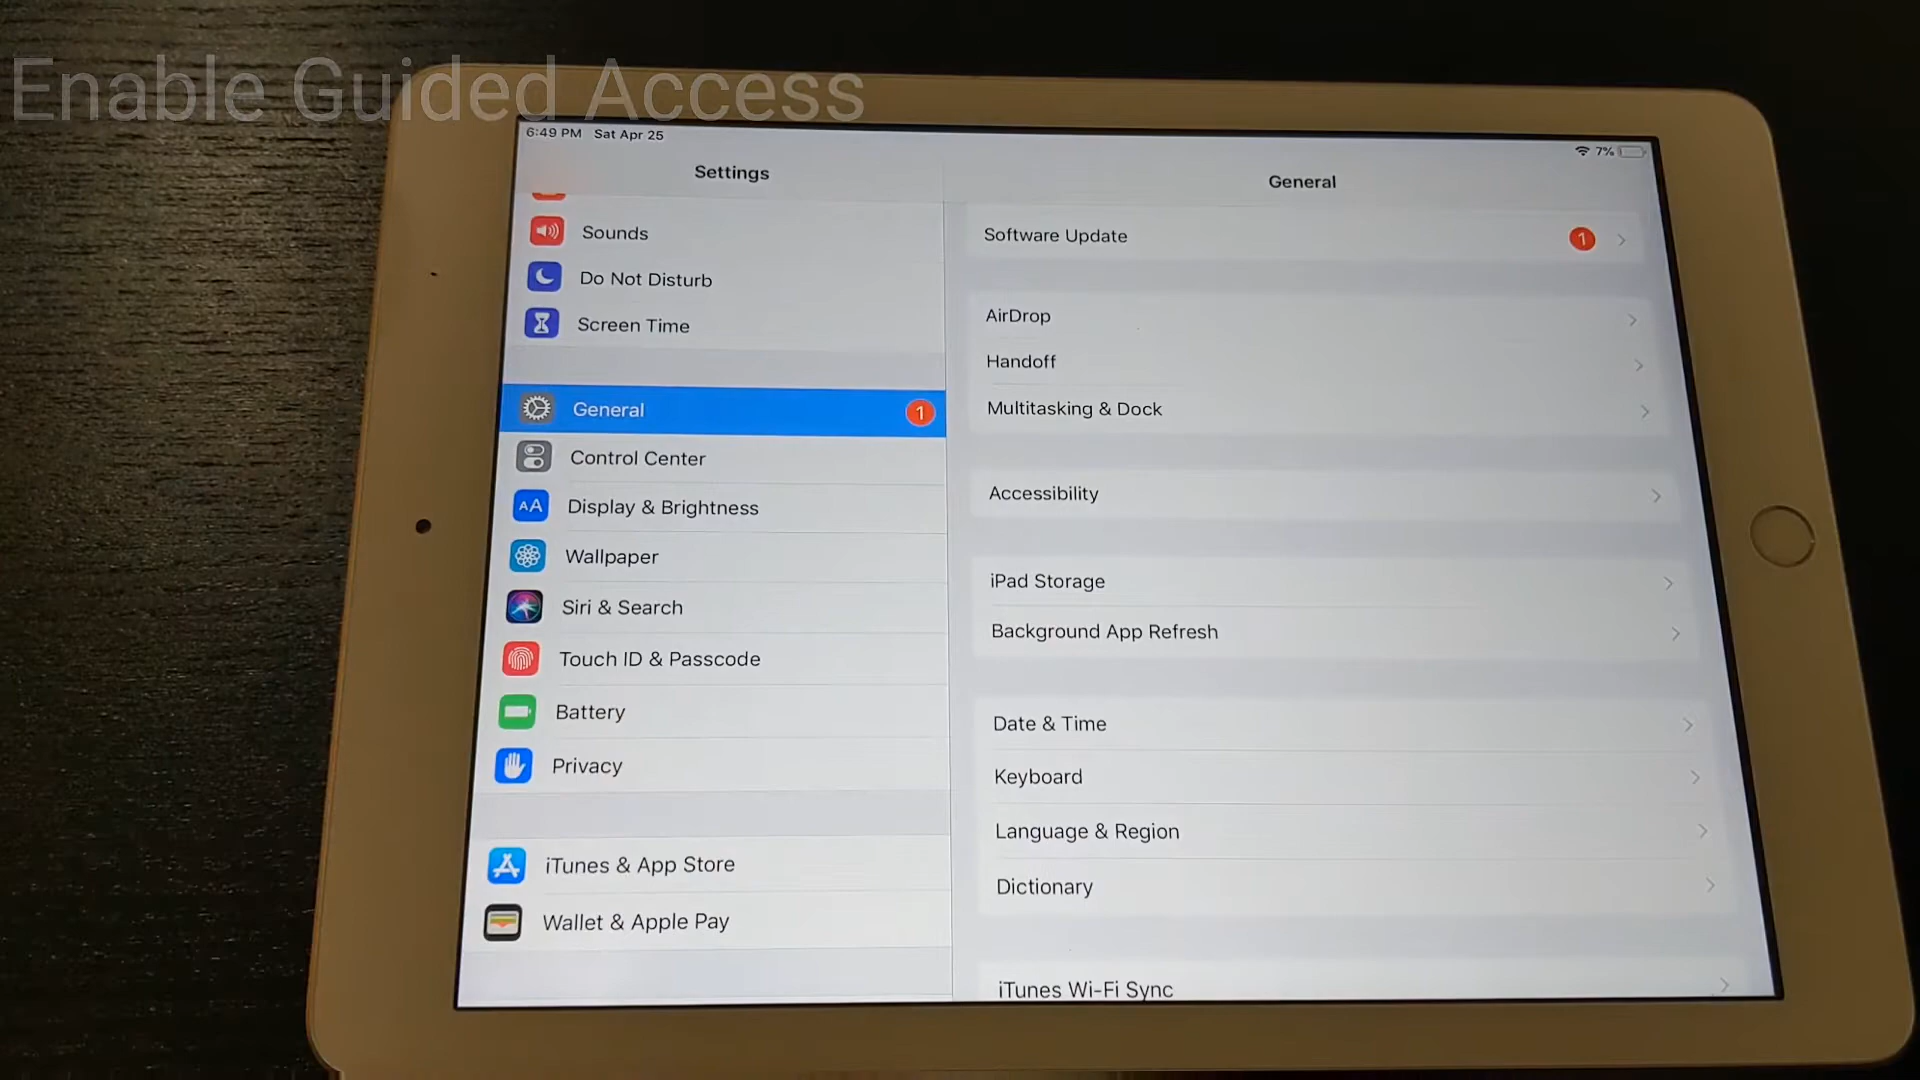 Enable Guided Access
6:49 PM Sat Apr 25
7%
Settings
Sounds
Do Not Disturb
Screen Time
General 1
Control Center
AA Display & Brightness
Wallpaper
Siri & Search
Touch ID & Passcode
Battery
Privacy
iTunes & App Store
Wallet & Apple Pay
General
Software Update 1
AirDrop
Handoff
Multitasking & Dock
Accessibility
iPad Storage
Background App Refresh
Date & Time
Keyboard
Language & Region
Dictionary
iTunes Wi-Fi Sync